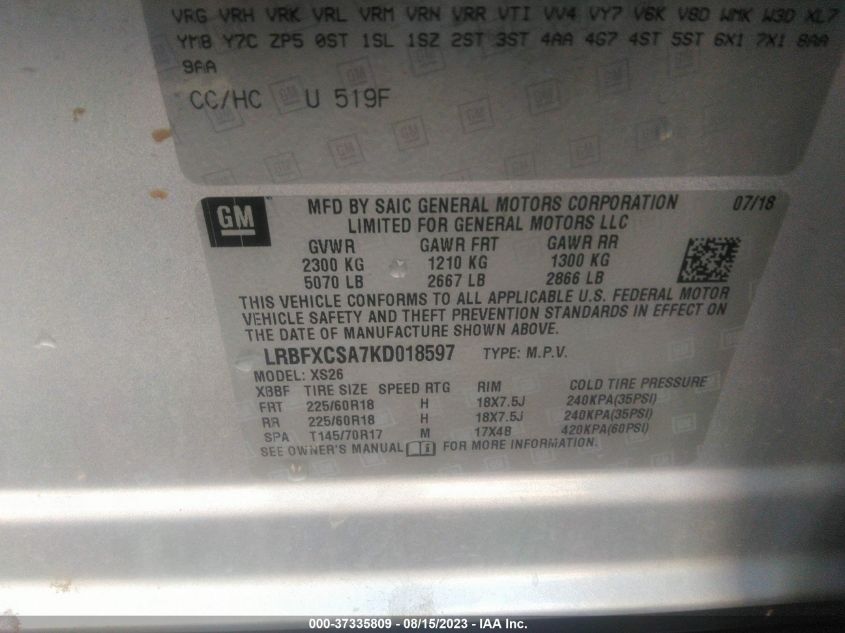 VRG VRH VRK VRL VRM VRN VRR VTI VV4 VY7 V6K V8D WMK W3D XL7
YM8 Y7C ZP5 0ST 1SL 1SZ 2ST 3ST 4AA 4G7 4ST 5ST 6X1 7X1 8AA
9AA
CC/HC U 519F
GM
MFD BY SAIC GENERAL MOTORS CORPORATION 07/18
LIMITED FOR GENERAL MOTORS LLC
GVWR GAWR FRT GAWR RR
2300 KG 1210 KG 1300 KG
5070 LB 2667 LB 2866 LB
THIS VEHICLE CONFORMS TO ALL APPLICABLE U.S. FEDERAL MOTOR
VEHICLE SAFETY AND THEFT PREVENTION STANDARDS IN EFFECT ON
THE DATE OF MANUFACTURE SHOWN ABOVE.
LRBFXCSA7KD018597 TYPE: M.P.V.
MODEL: XS26
XBBF TIRE SIZE SPEED RTG RIM COLD TIRE PRESSURE
FRT 225/60R18 H 18X7.5J 240KPA(35PSI)
RR 225/60R18 H 18X7.5J 240KPA(35PSI)
SPA T145/70R17 M 17X4B 420KPA(60PSI)
SEE OWNER'S MANUAL FOR MORE INFORMATION.
000-37335809 - 08/15/2023 - IAA Inc.